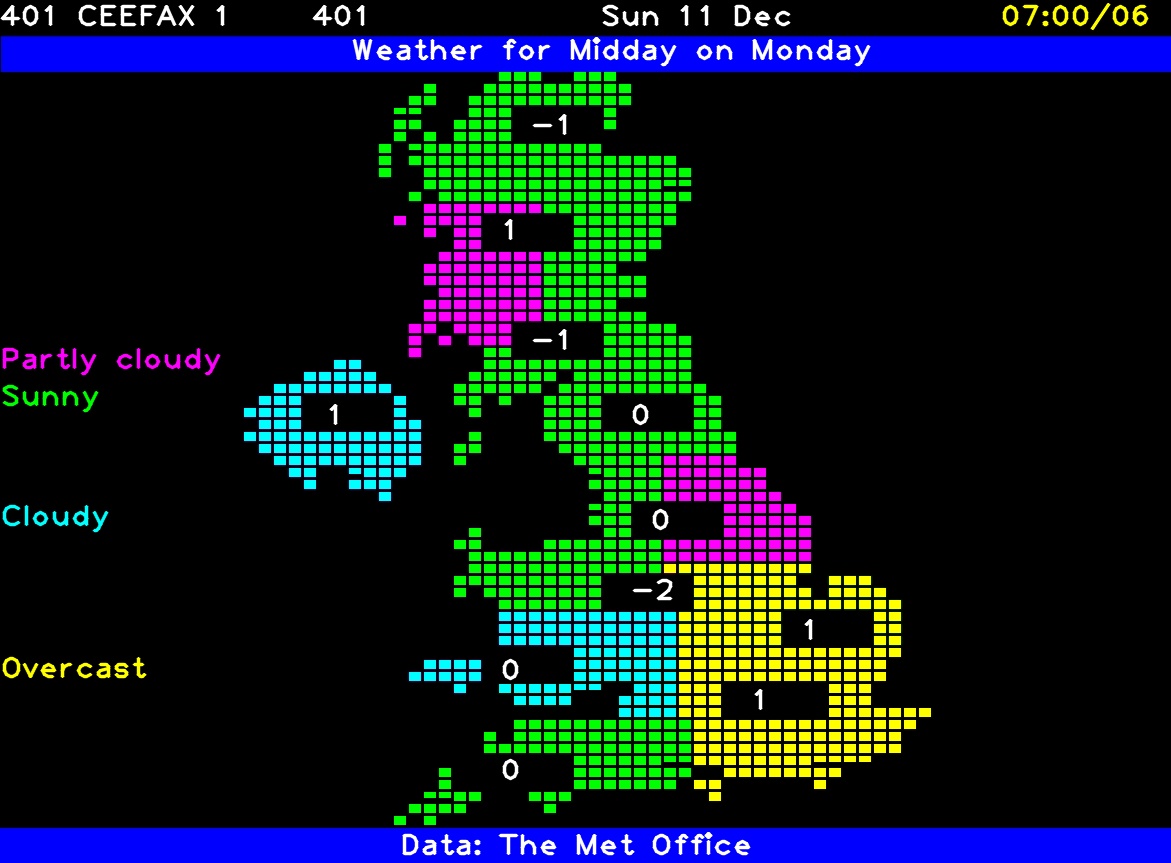 401 CEEFAX 1 401 Sun 11 Dec 07:00/06
Weather for Midday on Monday
-1
1
-1
Partly cloudy
Sunny
1 0
Cloudy 0
-2
1
Overcast 0
1
0
Data: The Met Office